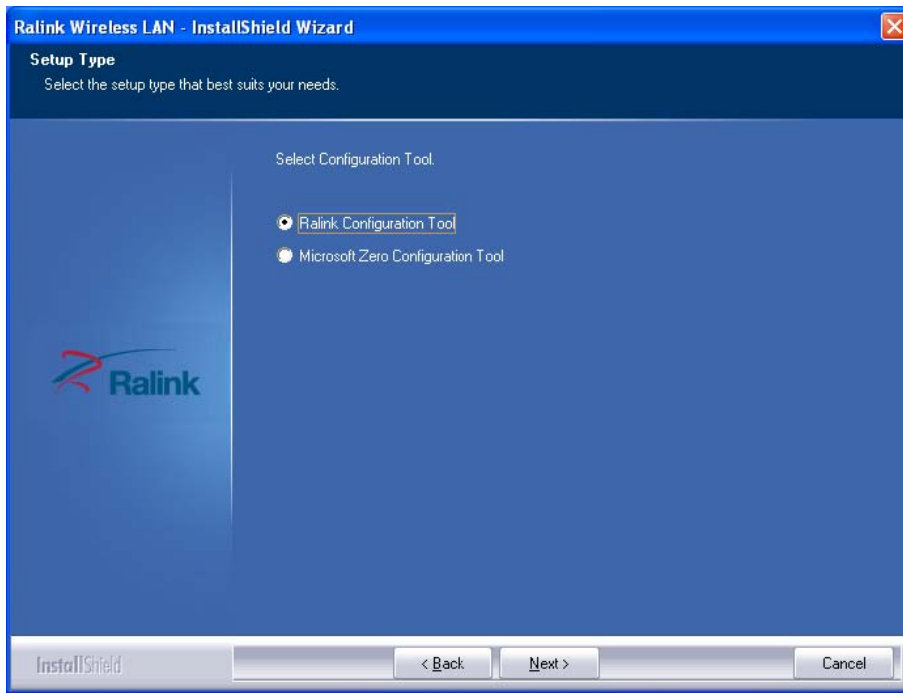 Ralink Wireless LAN - InstallShield Wizard
Setup Type
Select the setup type that best suits your needs.
Select Configuration Tool.
Ralink Configuration Tool
Microsoft Zero Configuration Tool
Ralink
InstallShield
< Back
Next >
Cancel